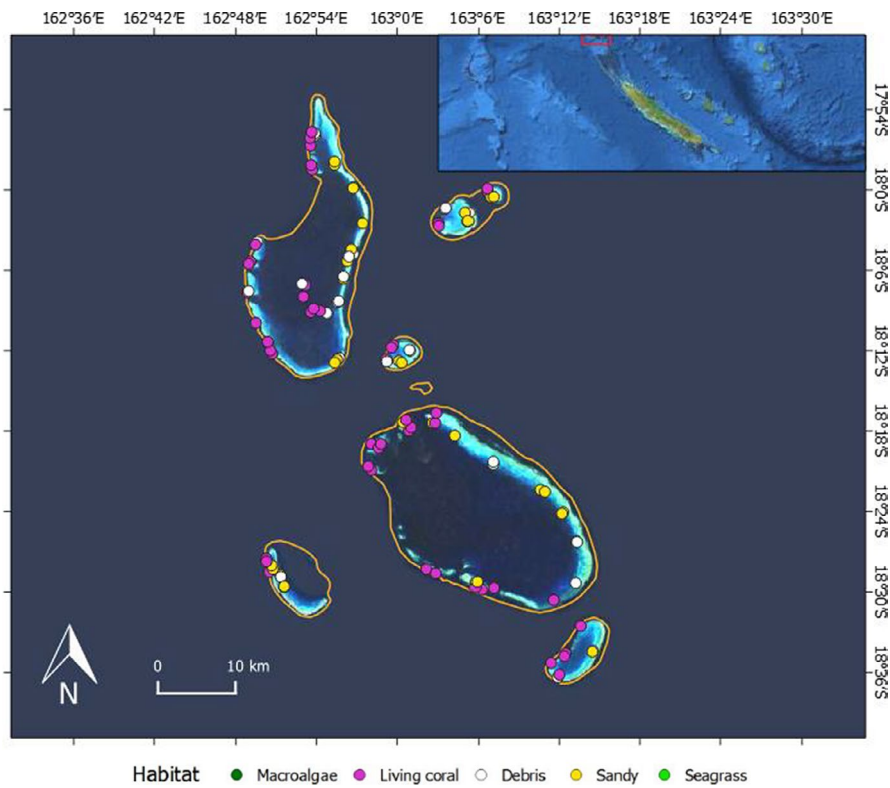 162°36'E 162°42'E 162°48'E 162°54'E 163°0'E 163°6'E 163°12'E 163°18'E 163°24'E 163°30'E
17°54'S
18°0'S
18°6'S
18°12'S
18°18'S
18°24'S
18°30'S
18°36'S
0 10 km
N
Habitat Macroalgae Living coral Debris Sandy Seagrass